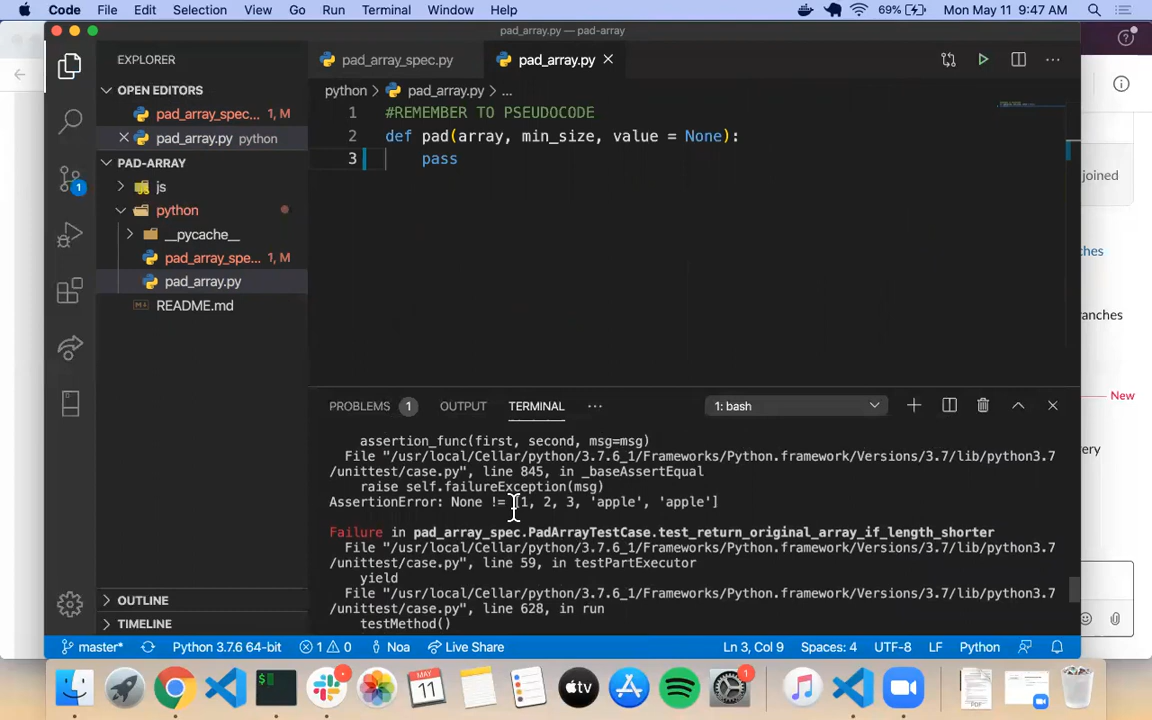 Code File Edit Selection View Go Run Terminal Window Help 69% Mon May 11 9:47 AM
pad_array.py — pad-array
EXPLORER
pad_array_spec.py
pad_array.py
OPEN EDITORS
pad_array_spec... 1, M
pad_array.py python
python > pad_array.py > ...
1 #REMEMBER TO PSEUDOCODE
2 def pad(array, min_size, value = None):
3 pass
PAD-ARRAY
js
python
__pycache__
pad_array_spe... 1, M
pad_array.py
README.md
1
joined
ches
ranches
New
ery
PROBLEMS 1 OUTPUT TERMINAL ... 1: bash
assertion_func(first, second, msg=msg)
File "/usr/local/Cellar/python/3.7.6_1/Frameworks/Python.framework/Versions/3.7/lib/python3.7
/unittest/case.py", line 845, in _baseAssertEqual
raise self.failureException(msg)
AssertionError: None != [1, 2, 3, 'apple', 'apple']
Failure in pad_array_spec.PadArrayTestCase.test_return_original_array_if_length_shorter
File "/usr/local/Cellar/python/3.7.6_1/Frameworks/Python.framework/Versions/3.7/lib/python3.7
/unittest/case.py", line 59, in testPartExecutor
yield
File "/usr/local/Cellar/python/3.7.6_1/Frameworks/Python.framework/Versions/3.7/lib/python3.7
/unittest/case.py", line 628, in run
testMethod()
OUTLINE
TIMELINE
master* Python 3.7.6 64-bit 1 0 Noa Live Share Ln 3, Col 9 Spaces: 4 UTF-8 LF Python
MAY
11
tv
1
PDF